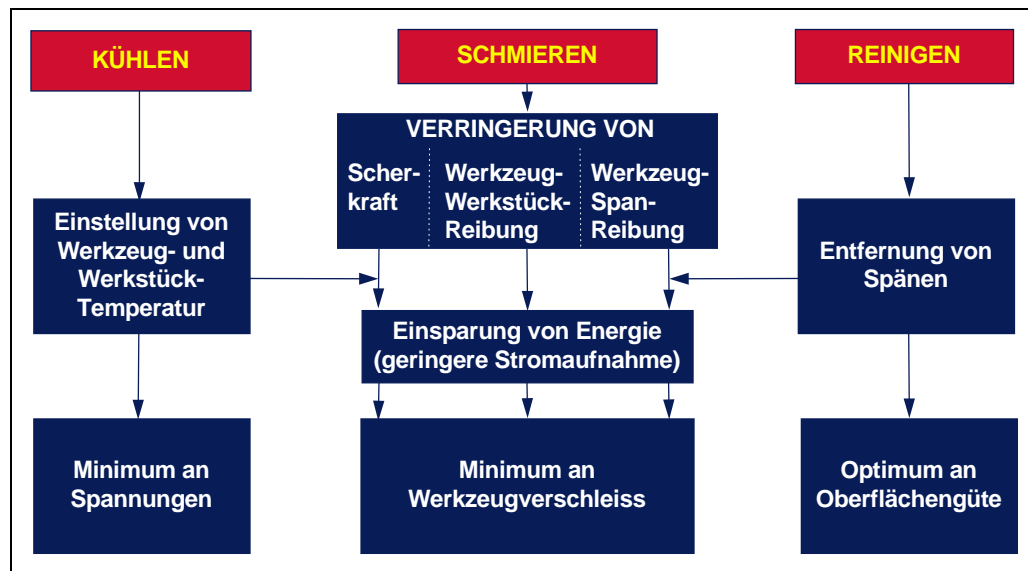 KÜHLEN
SCHMIEREN
REINIGEN
VERRINGERUNG VON
Scher-
kraft
Werkzeug-
Werkstück-
Reibung
Werkzeug-
Span-
Reibung
Einstellung von
Werkzeug- und
Werkstück-
Temperatur
Entfernung von
Spänen
Einsparung von Energie
(geringere Stromaufnahme)
Minimum an
Spannungen
Minimum an
Werkzeugverschleiss
Optimum an
Oberflächengüte